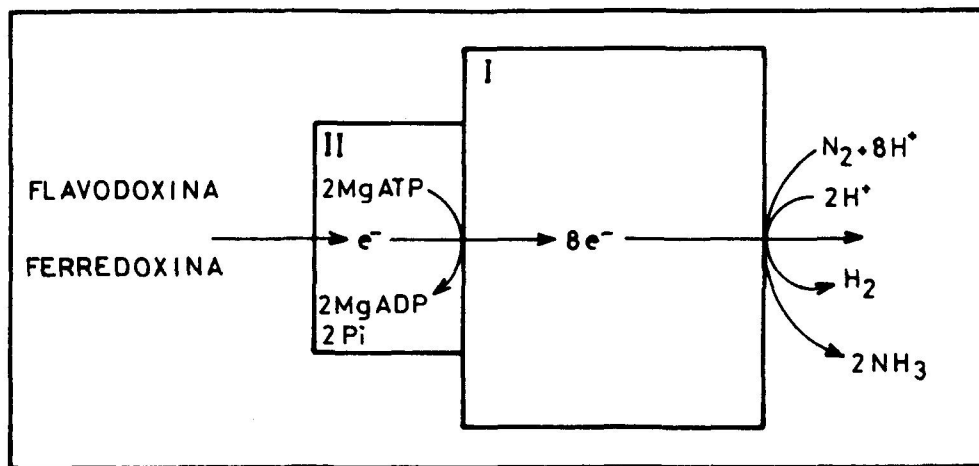 I
II
N₂+8H⁺
FLAVODOXINA
2MgATP
2H⁺
e⁻
8e⁻
FERREDOXINA
H₂
2MgADP
2Pi
2NH₃